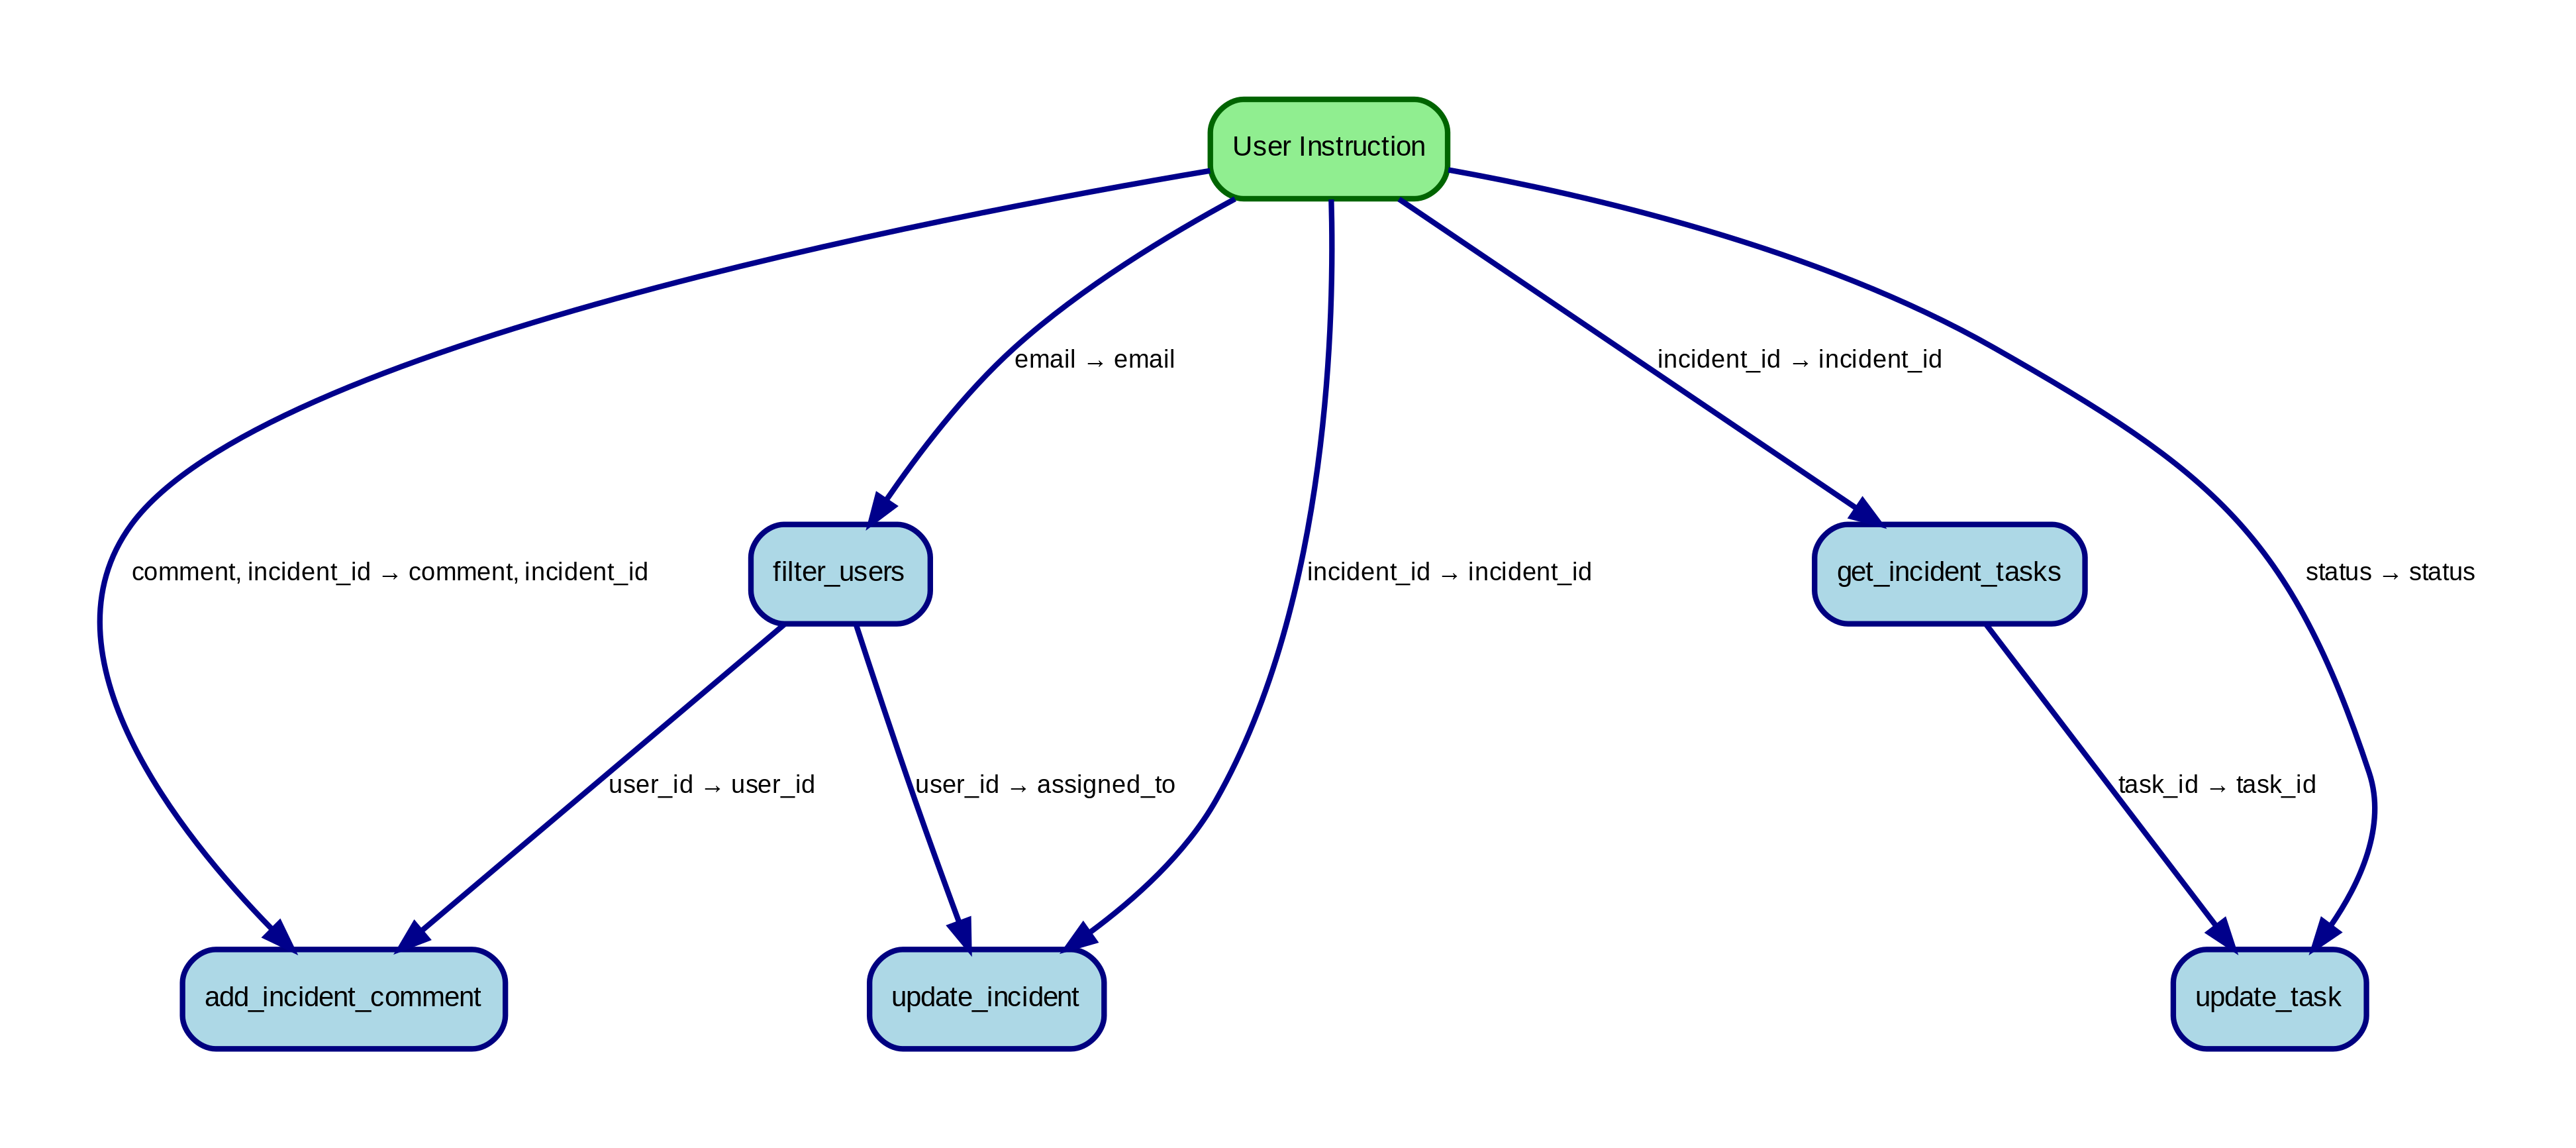 User Instruction
email → email
incident_id → incident_id
comment, incident_id → comment, incident_id
filter_users
incident_id → incident_id
get_incident_tasks
status → status
user_id → user_id
user_id → assigned_to
task_id → task_id
add_incident_comment
update_incident
update_task